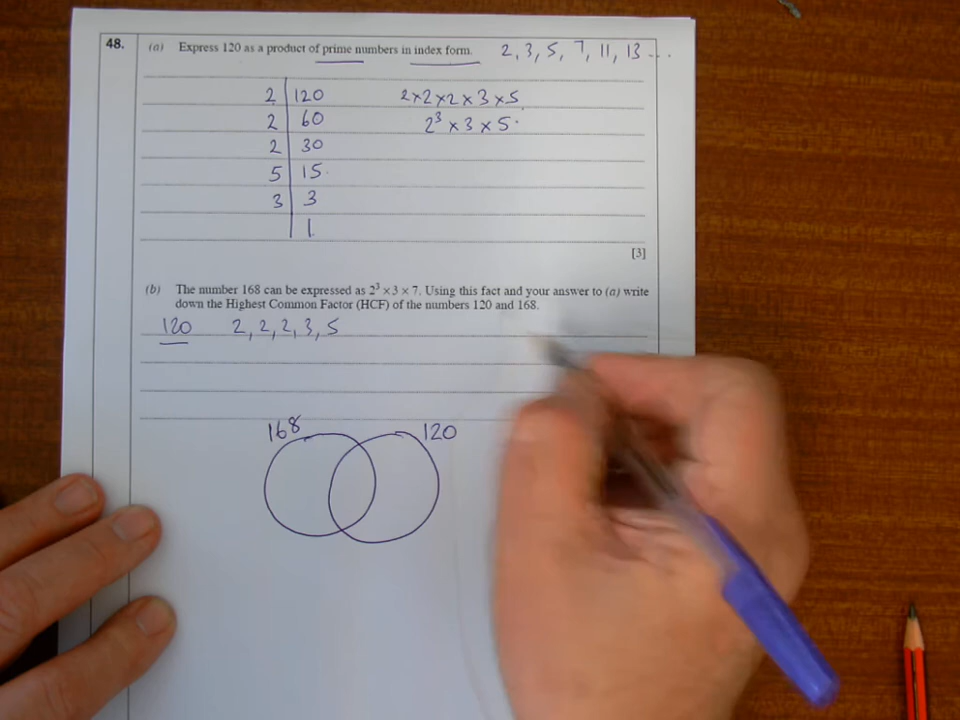 48. (a) Express 120 as a product of prime numbers in index form. 2, 3, 5, 7, 11, 13 ...
2 | 120 2×2×2×3×5
2 | 60 2³×3×5
2 | 30
5 | 15
3 | 3
| 1
[3]
(b) The number 168 can be expressed as 2³ × 3 × 7. Using this fact and your answer to (a) write
down the Highest Common Factor (HCF) of the numbers 120 and 168.
120 2, 2, 2, 3, 5
168 120